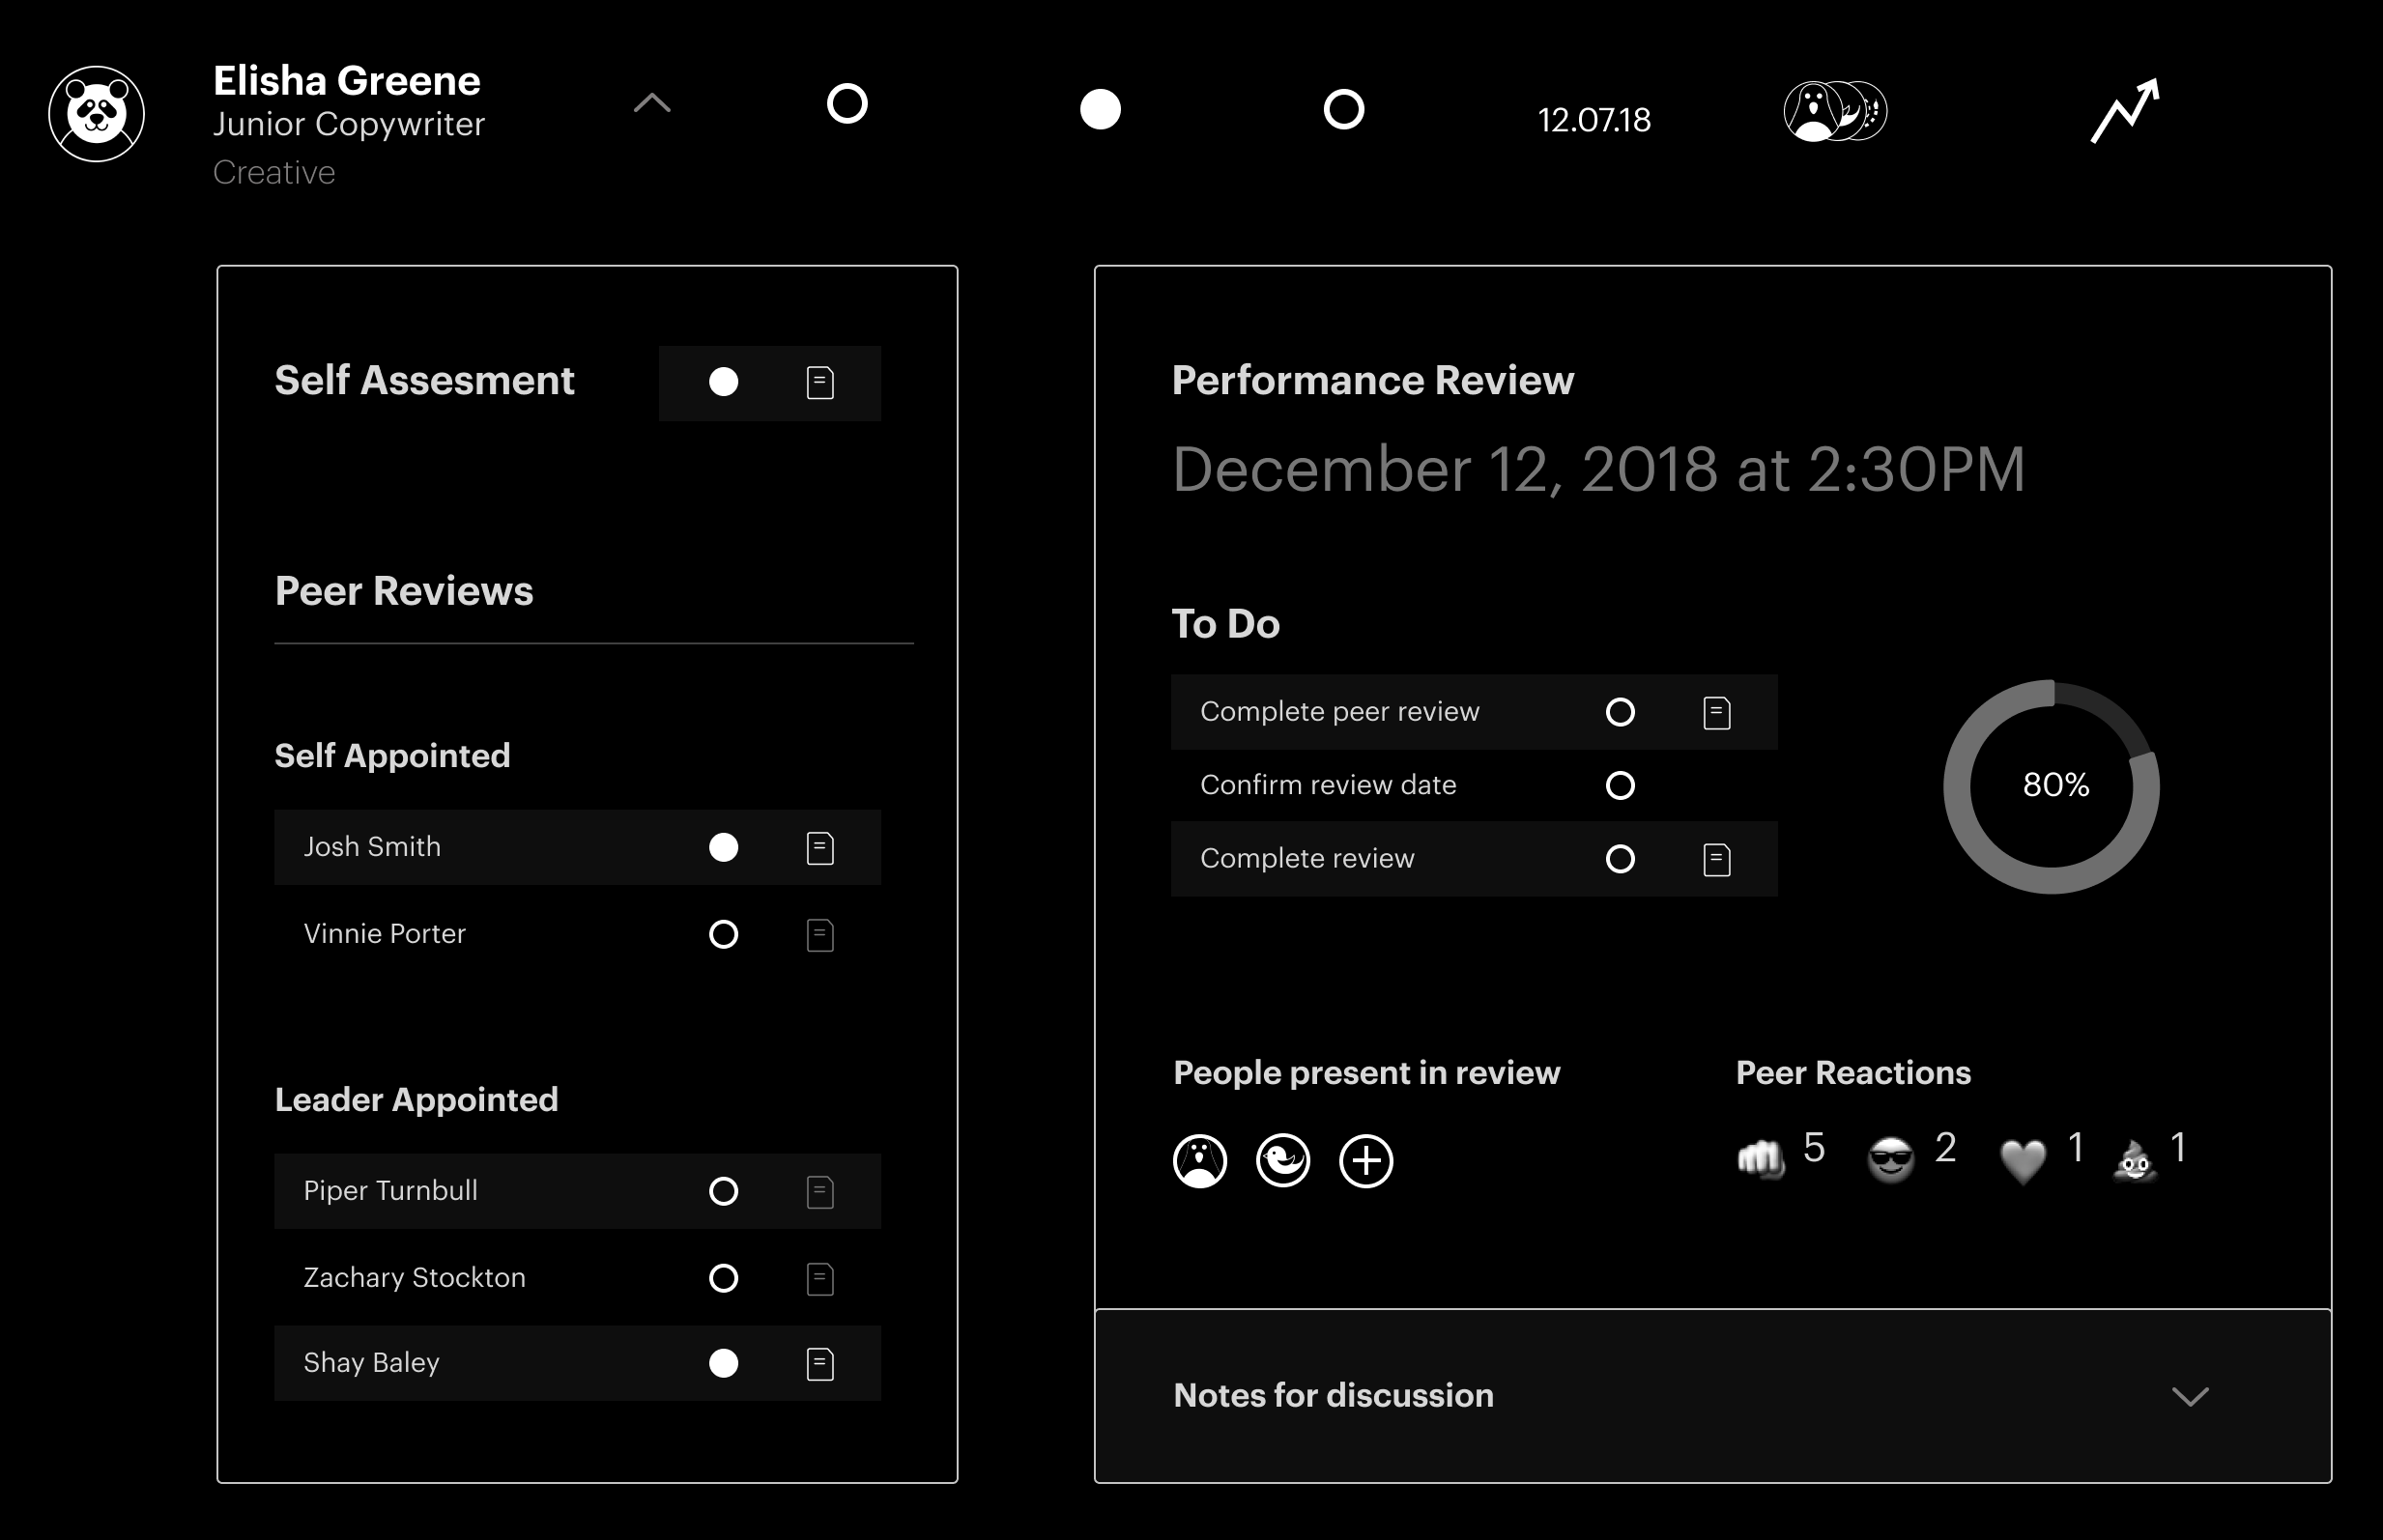 Elisha Greene
Junior Copywriter
Creative
12.07.18
Self Assesment
Peer Reviews
Self Appointed
Josh Smith
Vinnie Porter
Leader Appointed
Piper Turnbull
Zachary Stockton
Shay Baley
Performance Review
December 12, 2018 at 2:30PM
To Do
Complete peer review
Confirm review date
Complete review
80%
People present in review
Peer Reactions
5 2 1 1
Notes for discussion